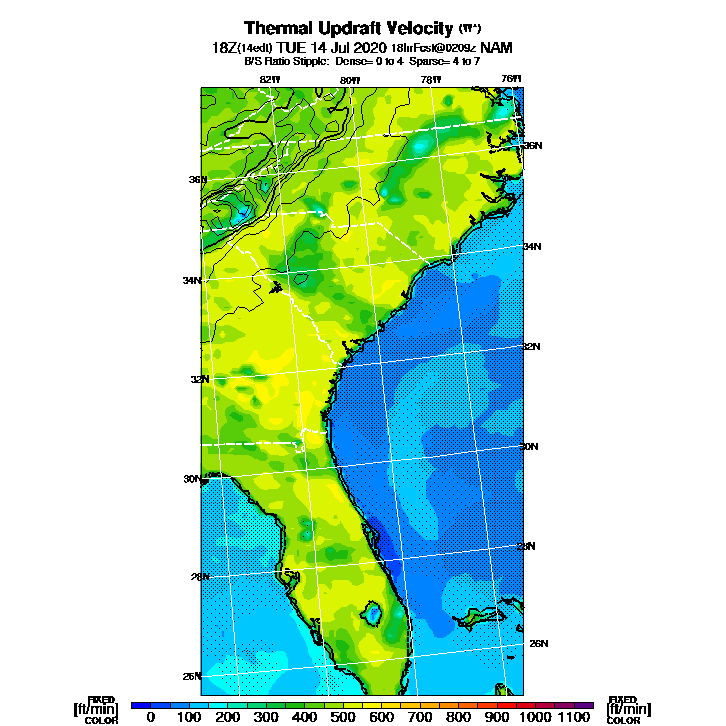 Thermal Updraft Velocity (W*)
18Z(14edt) TUE 14 Jul 2020 18hrFcst@0209z NAM
B/S Ratio Stipple: Dense= 0 to 4 Sparse= 4 to 7
82W 80W 78W 76W
36N
36N
34N
34N
32N
32N
30N
30N
28N
28N
26N
26N
FIXED [ft/min] COLOR
0 100 200 300 400 500 600 700 800 900 1000 1100
FIXED [ft/min] COLOR